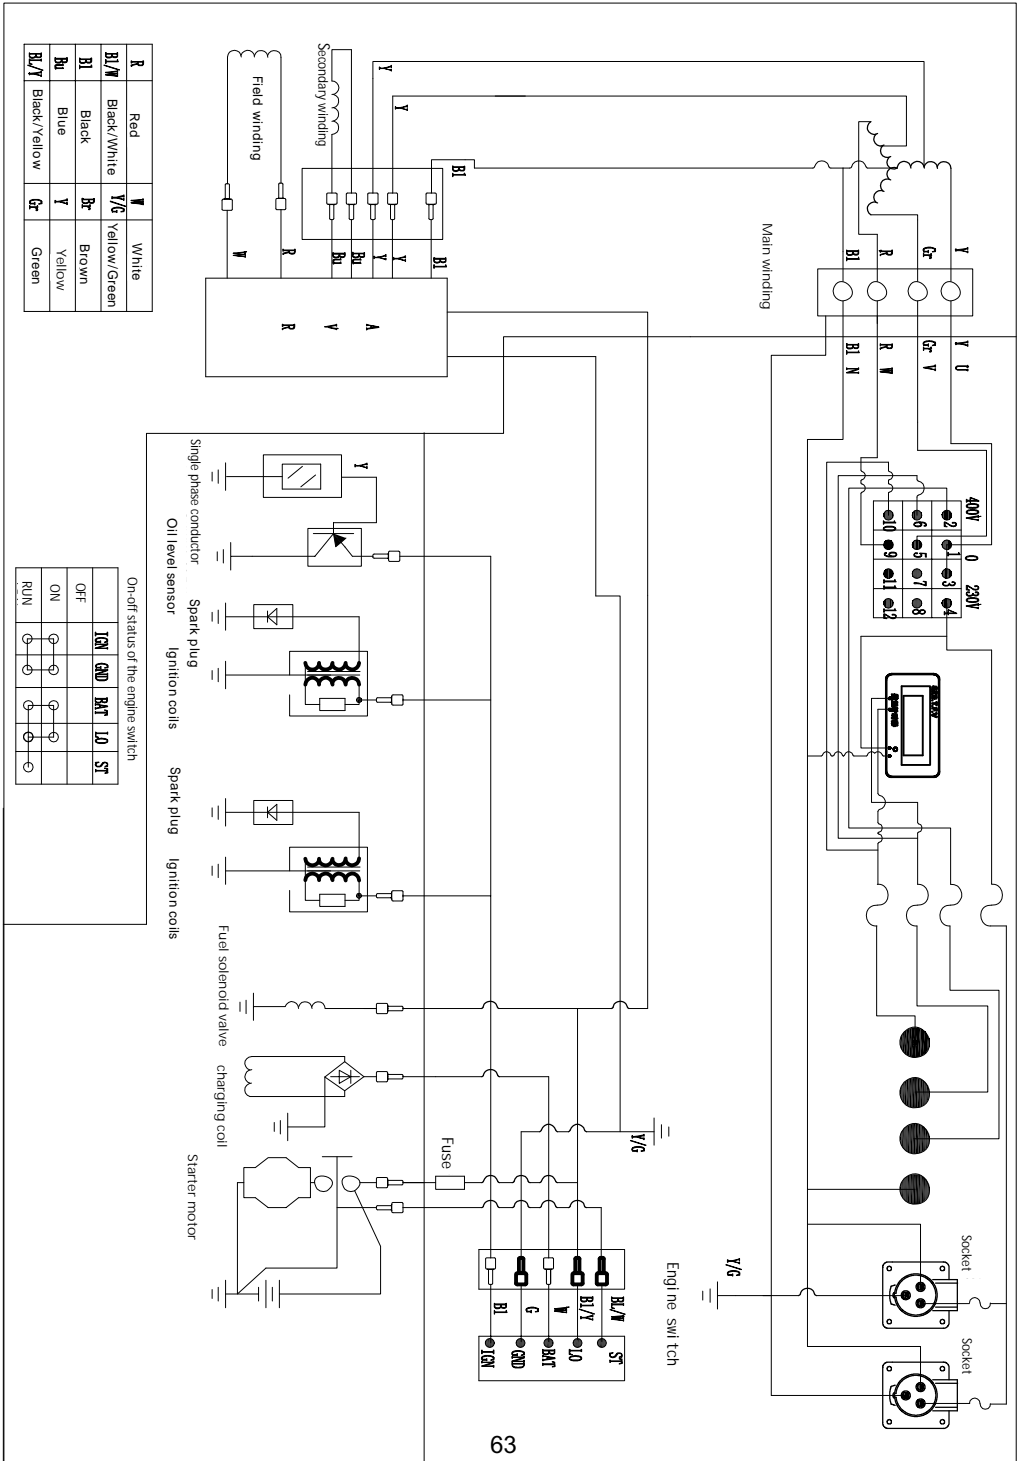 R Red W White
Bl/W Black/White Y/G Yellow/Green
Bl Black Br Brown
Bu Blue Y Yellow
BL/Y Black/Yellow Gr Green
Field winding
Secondary winding
Y
Y
Bl
W
R
Bu
Bu
Y
Y
Bl
A V R
Main winding
Bl
R
Gr
Y
Bl N
R W
Gr V
Y U
400V 0 230V
2 1 3 4
6 5 7 8
10 9 11 12
Single phase conductor
Y
Oil level sensor
Spark plug
Ignition coils
Spark plug
Ignition coils
Fuel solenoid valve
charging coil
Starter motor
Fuse
Y/G
On-off status of the engine switch
IGN GND BAT LO ST
OFF
ON
RUN
Engine switch
BL/W
Bl/Y
W
G
Bl
ST
LO
BAT
GND
IGN
Y/G
Socket
Socket
63